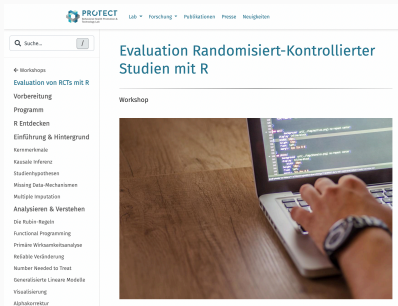 PROTECT
Lab
Forschung
Publikationen
Presse
Neuigkeiten
Suche...
/
Workshops
Evaluation von RCTs mit R
Vorbereitung
Programm
R Entdecken
Einführung & Hintergrund
Kernmerkmale
Kausale Inferenz
Studienhypothesen
Missing Data-Mechanismen
Multiple Imputation
Analysieren & Verstehen
Die Rubin-Regeln
Functional Programming
Primäre Wirksamkeitsanalyse
Reliable Veränderung
Number Needed to Treat
Generalisierte Lineare Modelle
Visualisierung
Alphakorrektur
Evaluation Randomisiert-Kontrollierter
Studien mit R
Workshop